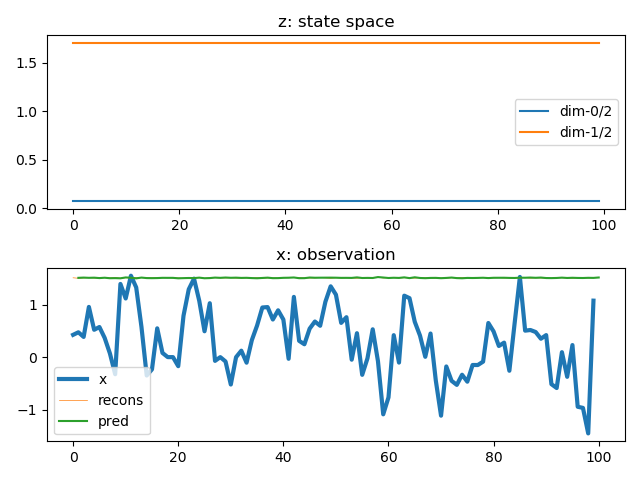 z: state space
1.5
1.0
0.5
0.0
dim-0/2
dim-1/2
0 20 40 60 80 100
x: observation
1
0
−1
x
recons
pred
0 20 40 60 80 100